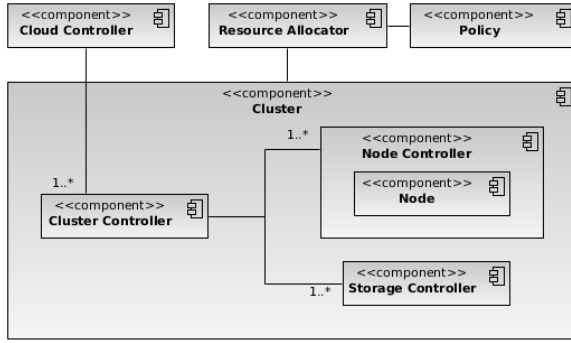 <<component>>
Cloud Controller
<<component>>
Resource Allocator
<<component>>
Policy
<<component>>
Cluster
1..*
<<component>>
Node Controller
<<component>>
Node
1..*
<<component>>
Cluster Controller
<<component>>
Storage Controller
1..*